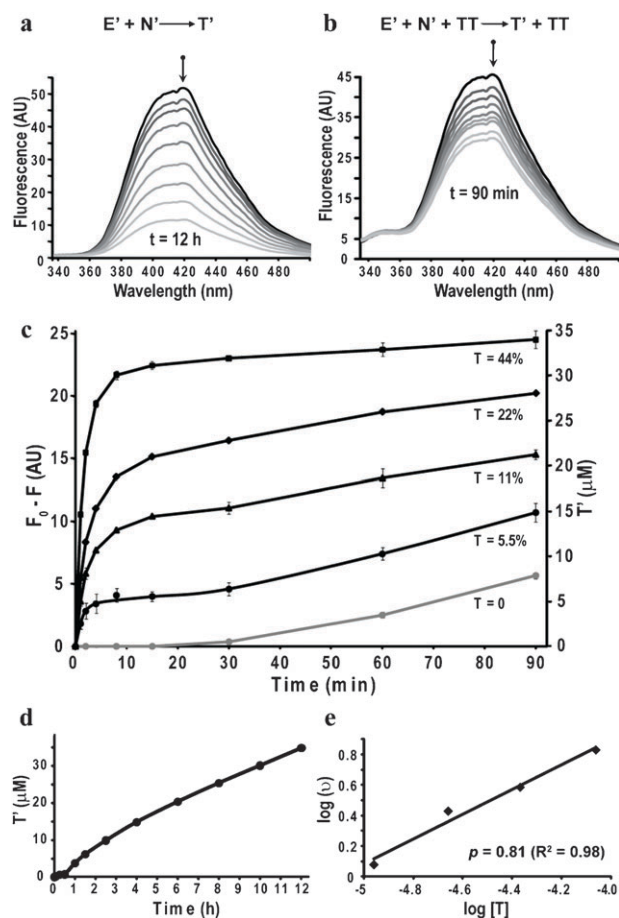 a
E' + N' ⟶ T'
Fluorescence (AU)
50
40
30
20
10
0
t = 12 h
340 360 380 400 420 440 460 480 500
Wavelength (nm)
b
E' + N' + TT ⟶ T' + TT
Fluorescence (AU)
45
35
25
15
5
t = 90 min
340 360 380 400 420 440 460 480 500
Wavelength (nm)
c
F0 - F (AU)
25
20
15
10
5
0
T = 44%
T = 22%
T = 11%
T = 5.5%
T = 0
35
30
25
20
15
10
5
0
T' (μM)
0 10 20 30 40 50 60 70 80 90
Time (min)
d
T' (μM)
30
20
10
0
0 1 2 3 4 5 6 7 8 9 10 11 12
Time (h)
e
log (υ)
0.8
0.6
0.4
0.2
0
p = 0.81 (R² = 0.98)
-5 -4.8 -4.6 -4.4 -4.2 -4.0
log [T]